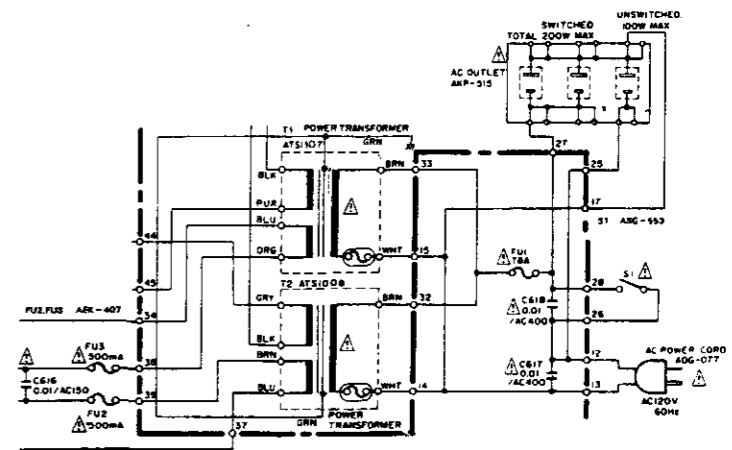 UNSWITCHED.
100W MAX
SWITCHED
TOTAL 200W MAX
AC OUTLET
AKP-515
27
T1 POWER TRANSFORMER
GRN
ATS1107
BRN 33
25
BLK
17
PUR
S1 ASG-553
BLU
44
ORG
WHT 15
FU1
T8A
45
28
S1
T2 ATS1008
C618
0.01
/AC400
GRY
BRN 32
FU2,FU3 AEK-407
34
26
BLK
12
AC POWER CORD
ADG-077
FU3
500mA
38
BRN
C617
0.01
/AC400
C616
0.01/AC150
BLU
WHT 14
13
39
AC120V
60Hz
FU2
500mA
37
GRN
POWER
TRANSFORMER